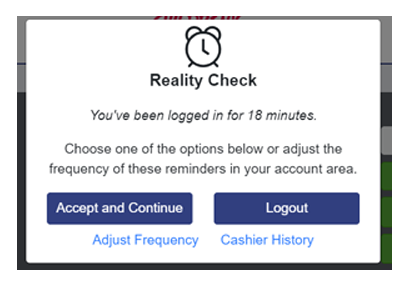 Reality Check
You've been logged in for 18 minutes.
Choose one of the options below or adjust the
frequency of these reminders in your account area.
Accept and Continue
Logout
Adjust Frequency
Cashier History